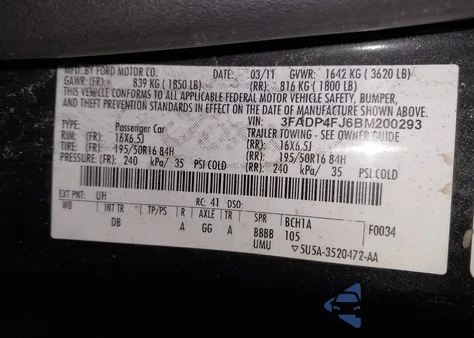 MFD. BY FORD MOTOR CO.
DATE: 03/11 GVWR: 1642 KG ( 3620 LB)
GAWR: (FR) 839 KG ( 1850 LB) (RR): 816 KG ( 1800 LB)
THIS VEHICLE CONFORMS TO ALL APPLICABLE FEDERAL MOTOR VEHICLE SAFETY, BUMPER,
AND THEFT PREVENTION STANDARDS IN EFFECT ON THE DATE OF MANUFACTURE SHOWN ABOVE.
VIN: 3FADP4FJ6BM200293
TYPE: Passenger Car TRAILER TOWING-SEE OWNER GUIDE
RIM: (FR) 16X6.5J (RR): 16X6.5J
TIRE: (FR) 195/50R16 84H (RR): 195/50R16 84H
PRESSURE: (FR) 240 kPa/ 35 PSI COLD (RR): 240 kPa/ 35 PSI COLD
EXT PNT: UH RC: 41 DSO:
WB INT TR TP/PS R AXLE TR SPR BCH1A F0034
DB A GG A BBBB 105
UMU ▽5U5A-3520472-AA